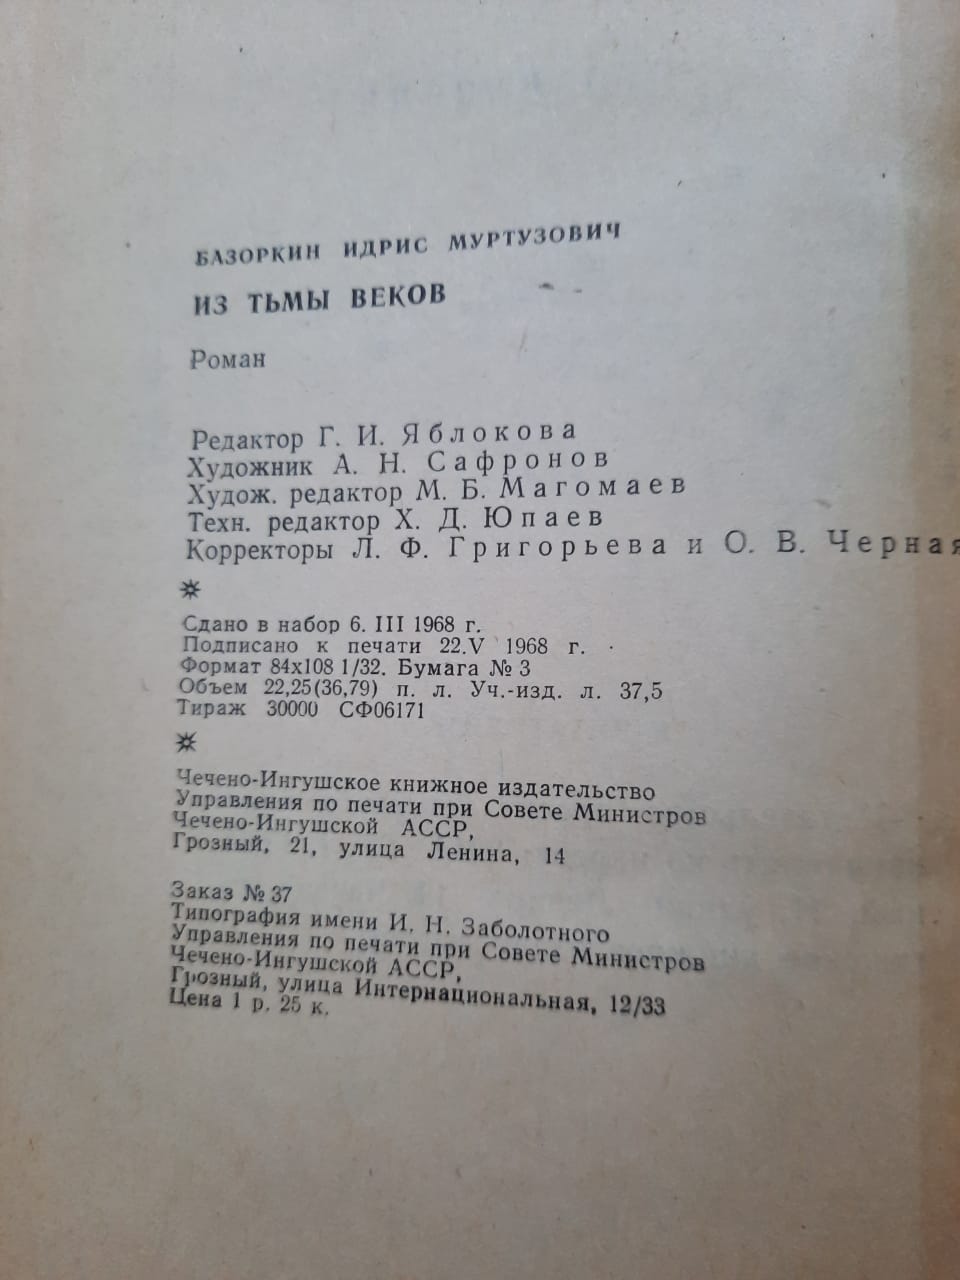 БАЗОРКИН ИДРИС МУРТУЗОВИЧ
ИЗ ТЬМЫ ВЕКОВ
Роман
Редактор Г. И. Яблокова
Художник А. Н. Сафронов
Худож. редактор М. Б. Магомаев
Техн. редактор Х. Д. Юпаев
Корректоры Л. Ф. Григорьева и О. В. Черная
Сдано в набор 6. III 1968 г.
Подписано к печати 22.V 1968 г.
Формат 84х108 1/32. Бумага № 3
Объем 22,25(36,79) п. л. Уч.-изд. л. 37,5
Тираж 30000 СФ06171
Чечено-Ингушское книжное издательство
Управления по печати при Совете Министров
Чечено-Ингушской АССР,
Грозный, 21, улица Ленина, 14
Заказ № 37
Типография имени И. Н. Заболотного
Управления по печати при Совете Министров
Чечено-Ингушской АССР,
Грозный, улица Интернациональная, 12/33
Цена 1 р. 25 к.